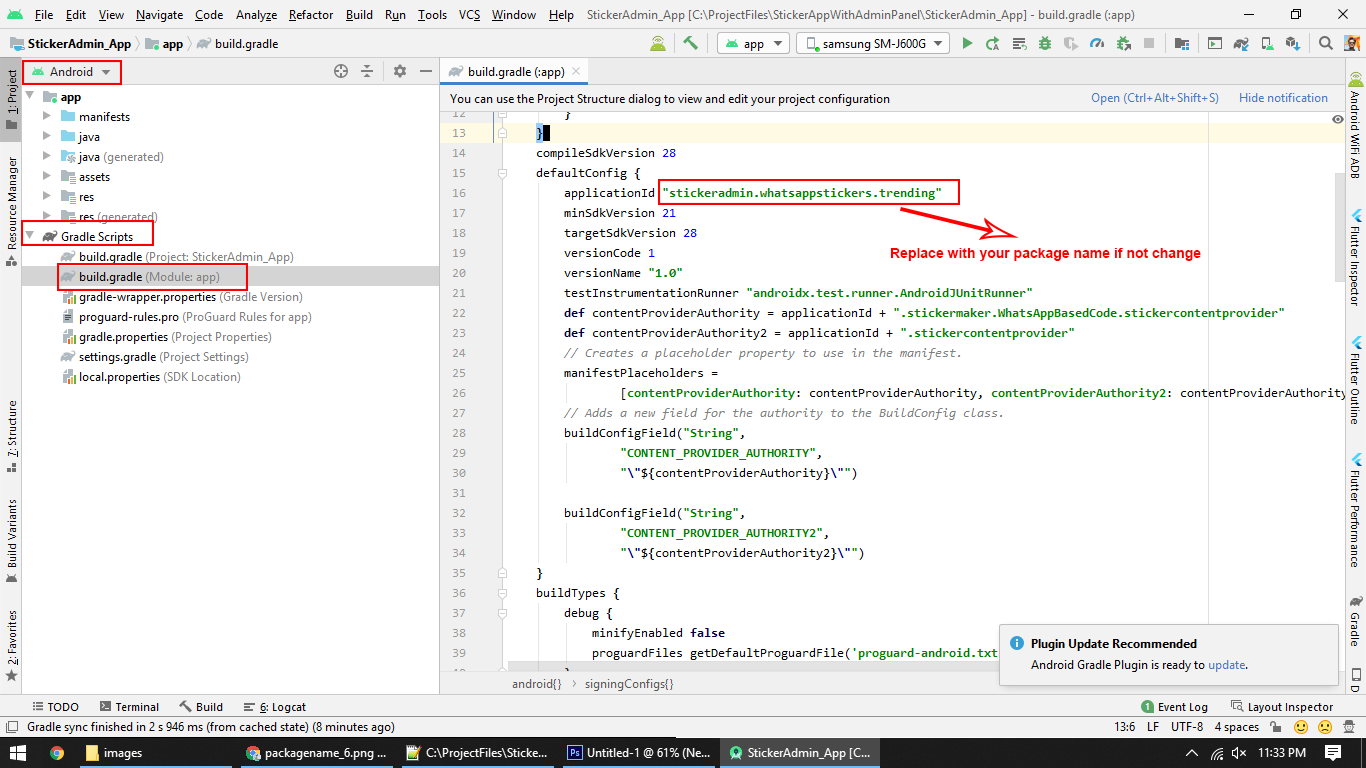 File Edit View Navigate Code Analyze Refactor Build Run Tools VCS Window Help StickerAdmin_App [C:\ProjectFiles\StickerAppWithAdminPanel\StickerAdmin_App] - build.gradle (:app)
StickerAdmin_App app build.gradle
app samsung SM-J600G
Android
build.gradle (:app)
You can use the Project Structure dialog to view and edit your project configuration Open (Ctrl+Alt+Shift+S) Hide notification
1: Project
Resource Manager
Z: Structure
Build Variants
2: Favorites
app
manifests
java
java (generated)
assets
res
res (generated)
Gradle Scripts
build.gradle (Project: StickerAdmin_App)
build.gradle (Module: app)
gradle-wrapper.properties (Gradle Version)
proguard-rules.pro (ProGuard Rules for app)
gradle.properties (Project Properties)
settings.gradle (Project Settings)
local.properties (SDK Location)
12 }
13 }
14 compileSdkVersion 28
15 defaultConfig {
16 applicationId "stickeradmin.whatsappstickers.trending"
17 minSdkVersion 21
18 targetSdkVersion 28
19 versionCode 1
20 versionName "1.0"
21 testInstrumentationRunner "androidx.test.runner.AndroidJUnitRunner"
22 def contentProviderAuthority = applicationId + ".stickermaker.WhatsAppBasedCode.stickercontentprovider"
23 def contentProviderAuthority2 = applicationId + ".stickercontentprovider"
24 // Creates a placeholder property to use in the manifest.
25 manifestPlaceholders =
26 [contentProviderAuthority: contentProviderAuthority, contentProviderAuthority2: contentProviderAuthority
27 // Adds a new field for the authority to the BuildConfig class.
28 buildConfigField("String",
29 "CONTENT_PROVIDER_AUTHORITY",
30 "\"${contentProviderAuthority}\"")
31
32 buildConfigField("String",
33 "CONTENT_PROVIDER_AUTHORITY2",
34 "\"${contentProviderAuthority2}\"")
35 }
36 buildTypes {
37 debug {
38 minifyEnabled false
39 proguardFiles getDefaultProguardFile('proguard-android.txt
Replace with your package name if not change
Android WiFi ADB
Flutter Inspector
Flutter Outline
Flutter Performance
Gradle
D
Plugin Update Recommended
Android Gradle Plugin is ready to update.
android{} › signingConfigs{}
TODO Terminal Build 6: Logcat 1 Event Log Layout Inspector
Gradle sync finished in 2 s 946 ms (from cached state) (8 minutes ago) 13:6 LF UTF-8 4 spaces
images packagename_6.png ... C:\ProjectFiles\Sticke... Untitled-1 @ 61% (Ne... StickerAdmin_App [C... 11:33 PM